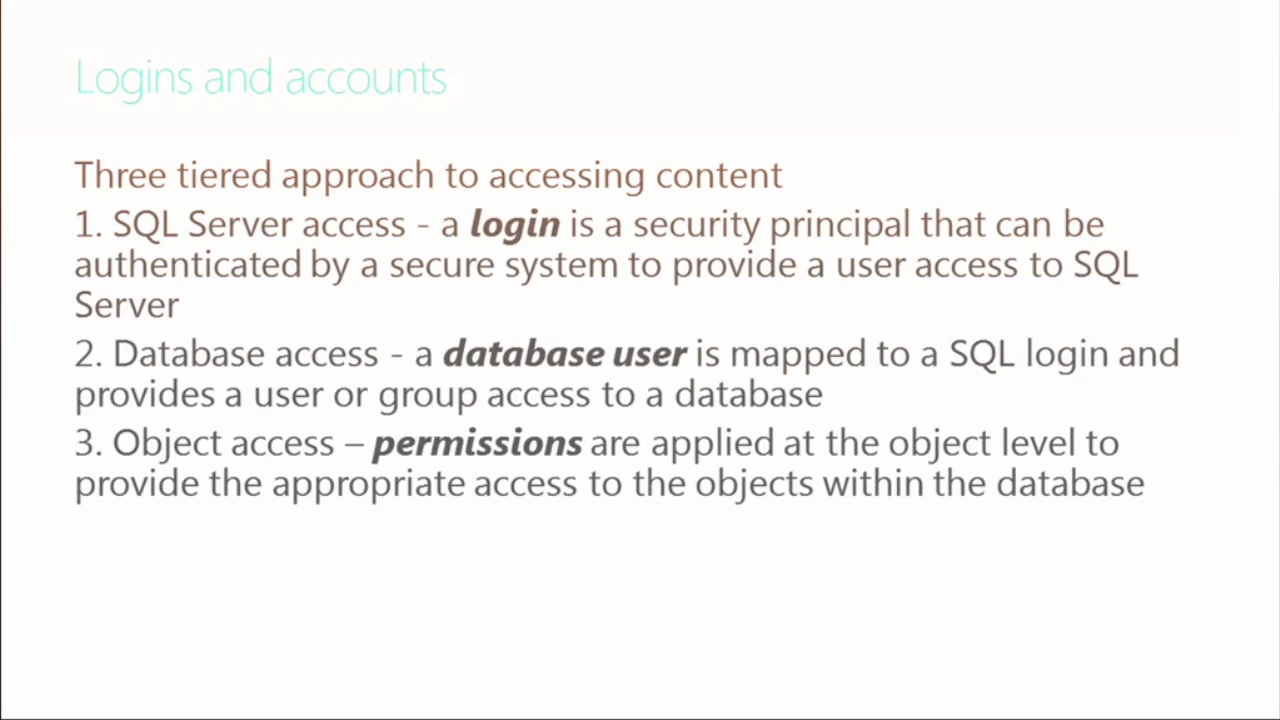 Logins and accounts
Three tiered approach to accessing content
1. SQL Server access - a login is a security principal that can be
authenticated by a secure system to provide a user access to SQL
Server
2. Database access - a database user is mapped to a SQL login and
provides a user or group access to a database
3. Object access – permissions are applied at the object level to
provide the appropriate access to the objects within the database